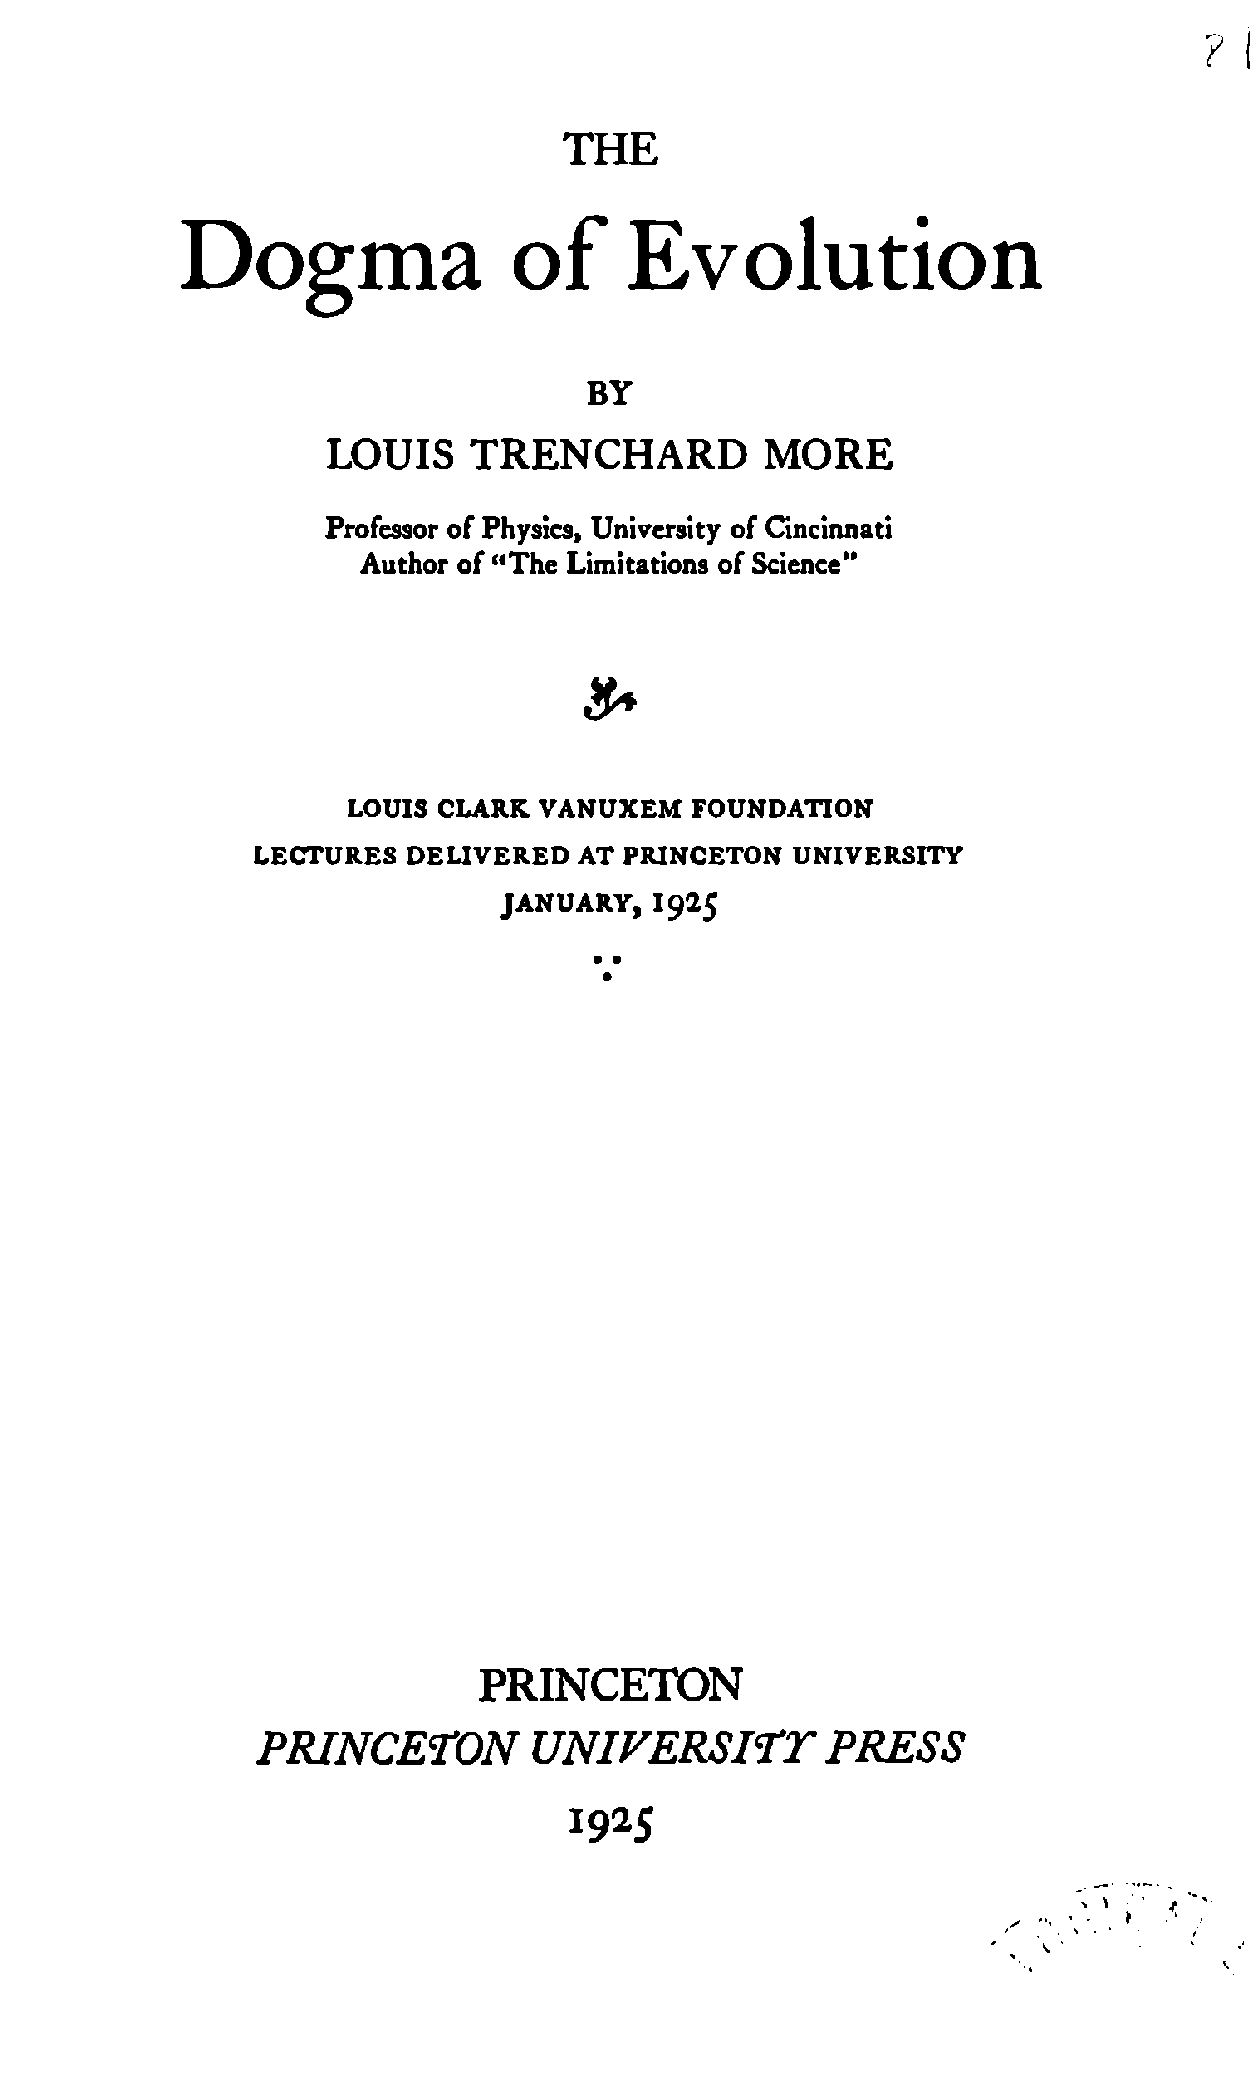 THE
Dogma of Evolution
BY
LOUIS TRENCHARD MORE
Professor of Physics, University of Cincinnati
Author of "The Limitations of Science"
LOUIS CLARK VANUXEM FOUNDATION
LECTURES DELIVERED AT PRINCETON UNIVERSITY
JANUARY, 1925
PRINCETON
PRINCETON UNIVERSITY PRESS
1925